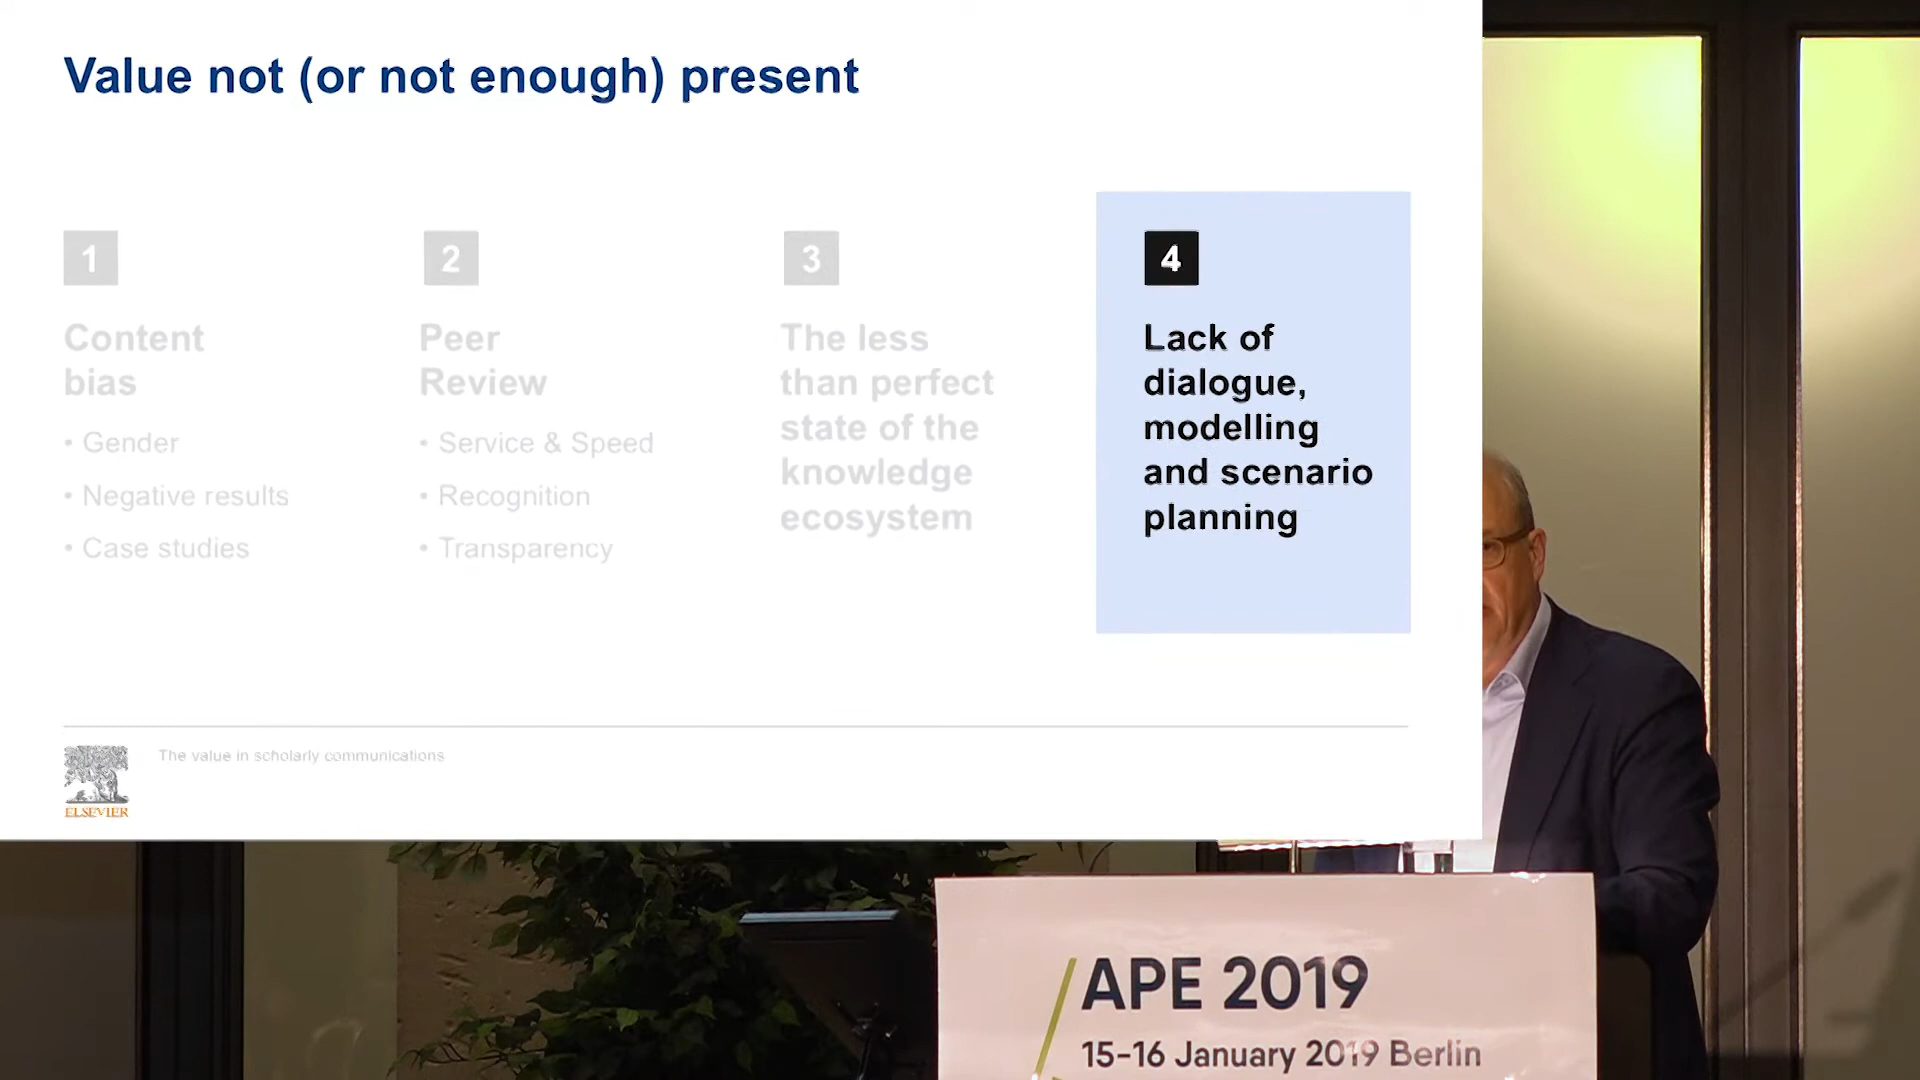 Value not (or not enough) present
1
Content
bias
• Gender
• Negative results
• Case studies
2
Peer
Review
• Service & Speed
• Recognition
• Transparency
3
The less
than perfect
state of the
knowledge
ecosystem
4
Lack of
dialogue,
modelling
and scenario
planning
ELSEVIER
The value in scholarly communications
APE 2019
15-16 January 2019 Berlin